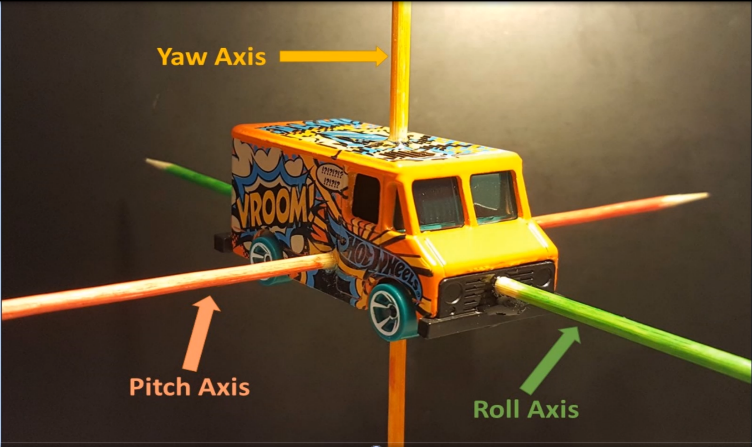 Yaw Axis
VROOM!
HOT WHEELS
Pitch Axis
Roll Axis